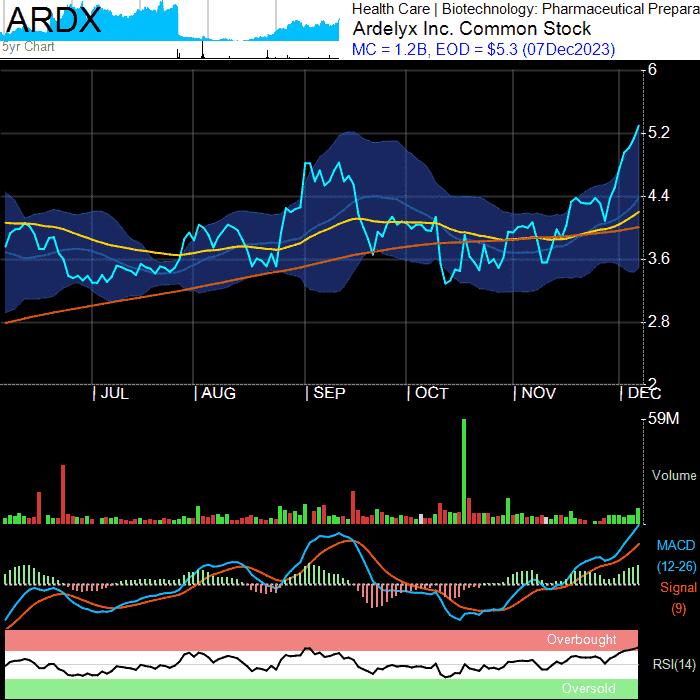 ARDX
5yr Chart
Health Care | Biotechnology: Pharmaceutical Prepara
Ardelyx Inc. Common Stock
MC = 1.2B, EOD = $5.3 (07Dec2023)
6
5.2
4.4
3.6
2.8
2
| JUL | AUG | SEP | OCT | NOV | DEC
59M
Volume
MACD
(12-26)
Signal
(9)
Overbought
RSI(14)
Oversold